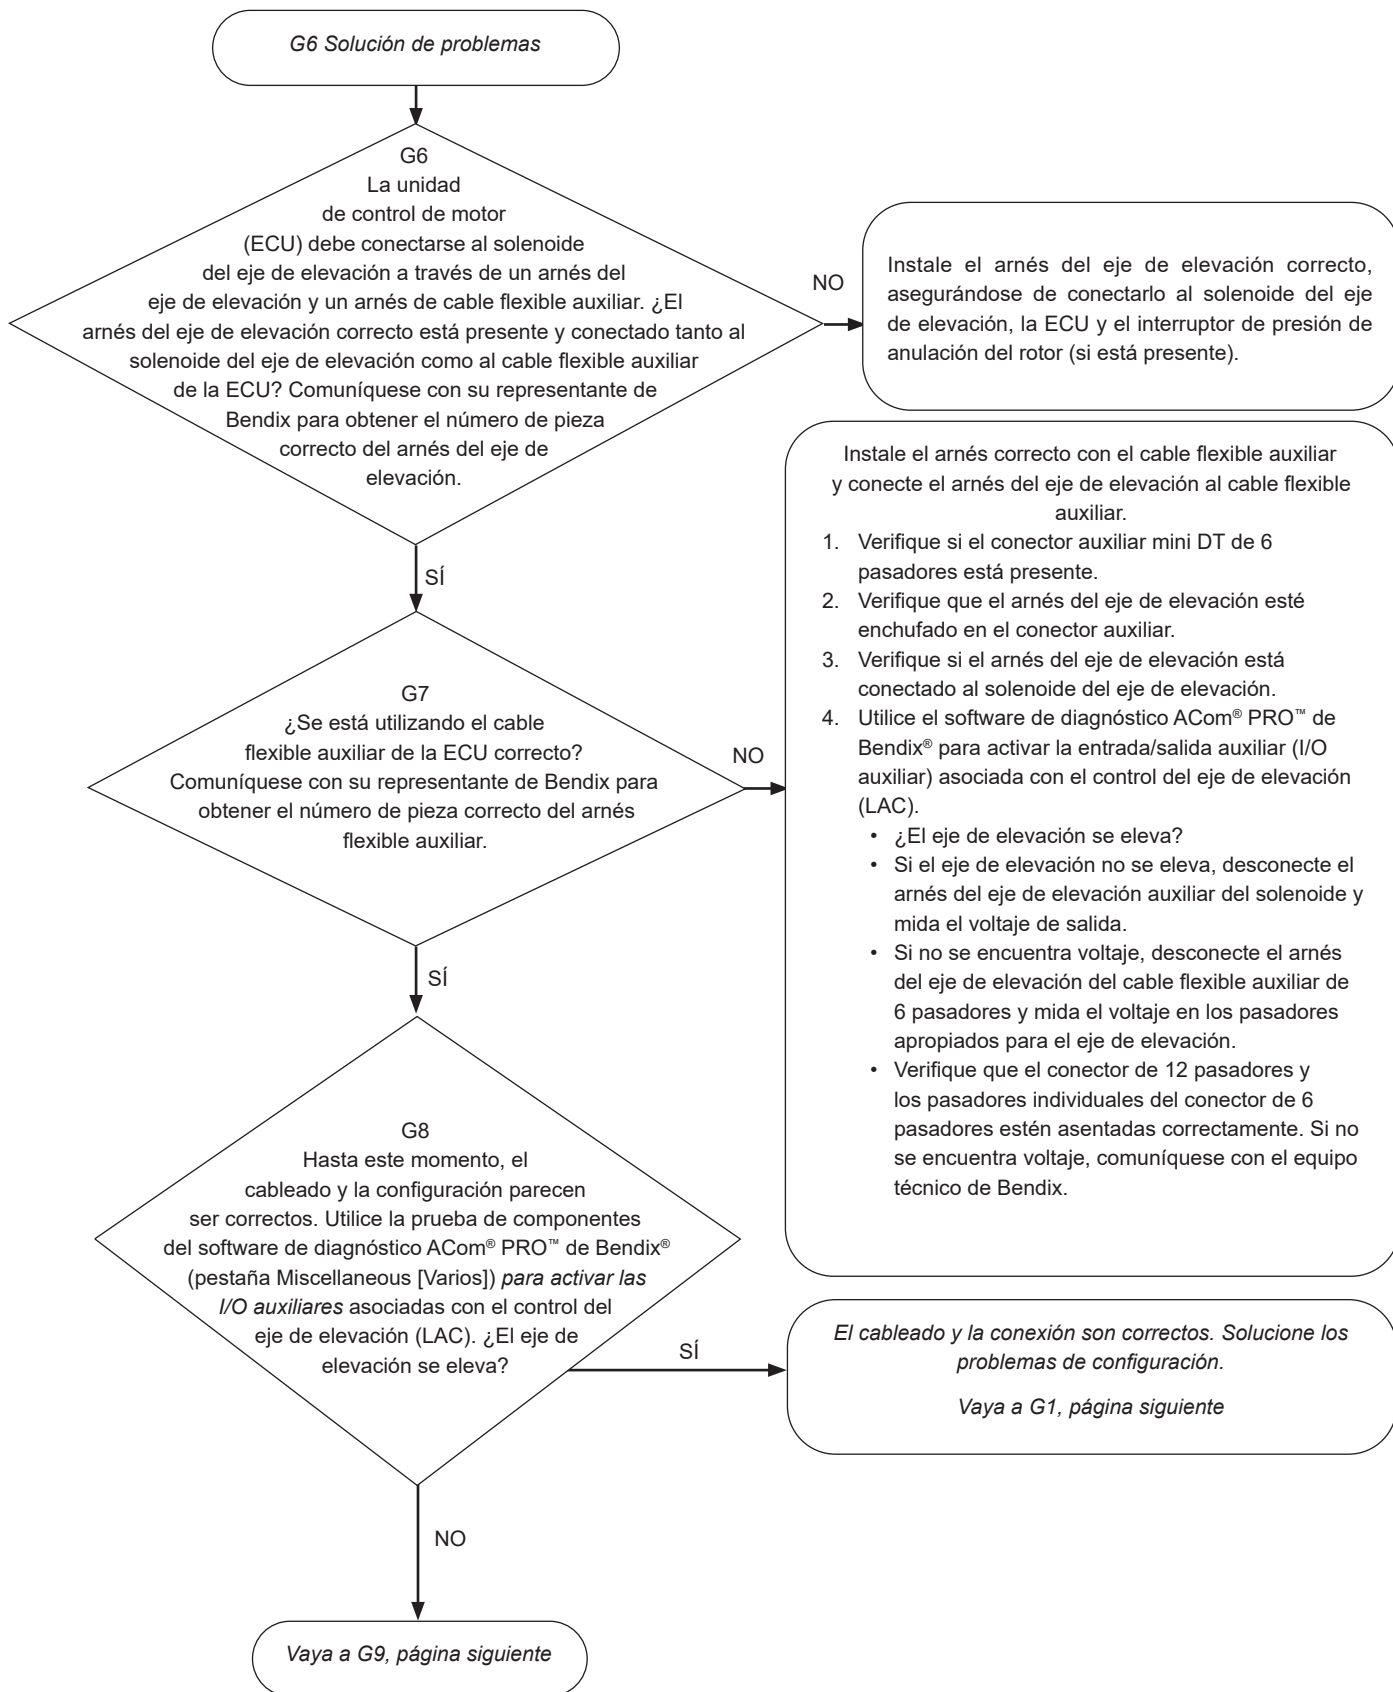 G6 Solución de problemas
G6
La unidad
de control de motor
(ECU) debe conectarse al solenoide
del eje de elevación a través de un arnés del
eje de elevación y un arnés de cable flexible auxiliar. ¿El
arnés del eje de elevación correcto está presente y conectado tanto al
solenoide del eje de elevación como al cable flexible auxiliar
de la ECU? Comuníquese con su representante de
Bendix para obtener el número de pieza
correcto del arnés del eje de
elevación.
NO
Instale el arnés del eje de elevación correcto,
asegurándose de conectarlo al solenoide del eje
de elevación, la ECU y el interruptor de presión de
anulación del rotor (si está presente).
SÍ
G7
¿Se está utilizando el cable
flexible auxiliar de la ECU correcto?
Comuníquese con su representante de Bendix para
obtener el número de pieza correcto del arnés
flexible auxiliar.
NO
Instale el arnés correcto con el cable flexible auxiliar
y conecte el arnés del eje de elevación al cable flexible
auxiliar.
1. Verifique si el conector auxiliar mini DT de 6
pasadores está presente.
2. Verifique que el arnés del eje de elevación esté
enchufado en el conector auxiliar.
3. Verifique si el arnés del eje de elevación está
conectado al solenoide del eje de elevación.
4. Utilice el software de diagnóstico ACom® PRO™ de
Bendix® para activar la entrada/salida auxiliar (I/O
auxiliar) asociada con el control del eje de elevación
(LAC).
• ¿El eje de elevación se eleva?
• Si el eje de elevación no se eleva, desconecte el
arnés del eje de elevación auxiliar del solenoide y
mida el voltaje de salida.
• Si no se encuentra voltaje, desconecte el arnés
del eje de elevación del cable flexible auxiliar de
6 pasadores y mida el voltaje en los pasadores
apropiados para el eje de elevación.
• Verifique que el conector de 12 pasadores y
los pasadores individuales del conector de 6
pasadores estén asentadas correctamente. Si no
se encuentra voltaje, comuníquese con el equipo
técnico de Bendix.
SÍ
G8
Hasta este momento, el
cableado y la configuración parecen
ser correctos. Utilice la prueba de componentes
del software de diagnóstico ACom® PRO™ de Bendix®
(pestaña Miscellaneous [Varios]) para activar las
I/O auxiliares asociadas con el control del
eje de elevación (LAC). ¿El eje de
elevación se eleva?
SÍ
El cableado y la conexión son correctos. Solucione los
problemas de configuración.
Vaya a G1, página siguiente
NO
Vaya a G9, página siguiente